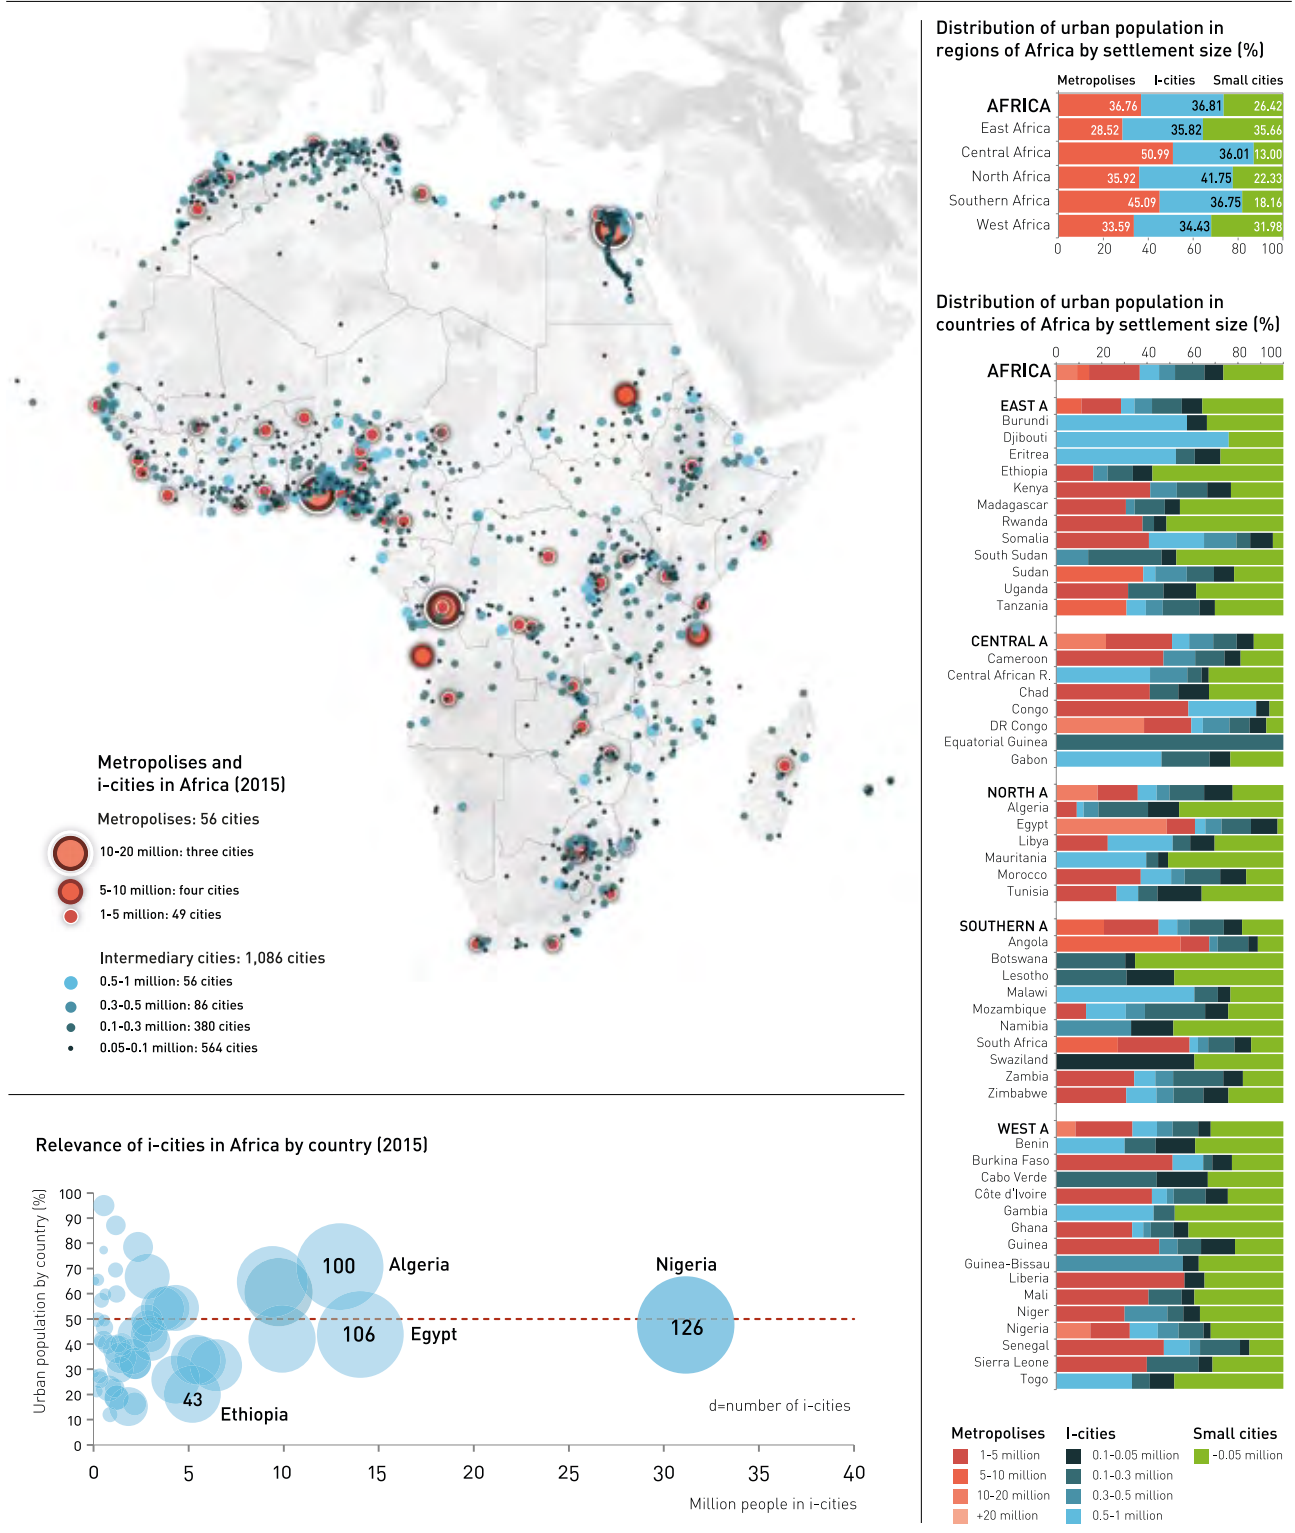 Distribution of urban population in
regions of Africa by settlement size (%)
Metropolises I-cities Small cities
AFRICA 36.76 36.81 26.42
East Africa 28.52 35.82 35.66
Central Africa 50.99 36.01 13.00
North Africa 35.92 41.75 22.33
Southern Africa 45.09 36.75 18.16
West Africa 33.59 34.43 31.98
0 20 40 60 80 100
Distribution of urban population in
countries of Africa by settlement size (%)
0 20 40 60 80 100
AFRICA
EAST A
Burundi
Djibouti
Eritrea
Ethiopia
Kenya
Madagascar
Rwanda
Somalia
South Sudan
Sudan
Uganda
Tanzania
CENTRAL A
Cameroon
Central African R.
Chad
Congo
DR Congo
Equatorial Guinea
Gabon
NORTH A
Algeria
Egypt
Libya
Mauritania
Morocco
Tunisia
SOUTHERN A
Angola
Botswana
Lesotho
Malawi
Mozambique
Namibia
South Africa
Swaziland
Zambia
Zimbabwe
WEST A
Benin
Burkina Faso
Cabo Verde
Côte d'Ivoire
Gambia
Ghana
Guinea
Guinea-Bissau
Liberia
Mali
Niger
Nigeria
Senegal
Sierra Leone
Togo
Metropolises
1-5 million
5-10 million
10-20 million
+20 million
I-cities
0.1-0.05 million
0.1-0.3 million
0.3-0.5 million
0.5-1 million
Small cities
-0.05 million
Metropolises and
i-cities in Africa (2015)
Metropolises: 56 cities
10-20 million: three cities
5-10 million: four cities
1-5 million: 49 cities
Intermediary cities: 1,086 cities
0.5-1 million: 56 cities
0.3-0.5 million: 86 cities
0.1-0.3 million: 380 cities
0.05-0.1 million: 564 cities
Relevance of i-cities in Africa by country (2015)
Urban population by country (%)
100
90
80
70
60
50
40
30
20
10
0
100 Algeria
Nigeria
106 Egypt
126
43
Ethiopia
d=number of i-cities
0 5 10 15 20 25 30 35 40
Million people in i-cities